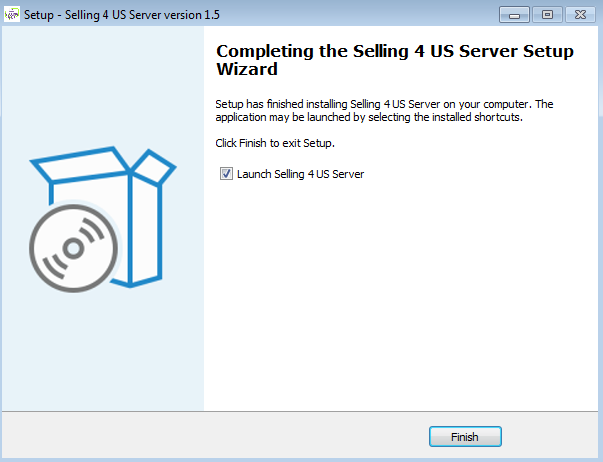 Setup - Selling 4 US Server version 1.5
Completing the Selling 4 US Server Setup
Wizard
Setup has finished installing Selling 4 US Server on your computer. The
application may be launched by selecting the installed shortcuts.
Click Finish to exit Setup.
Launch Selling 4 US Server
Finish